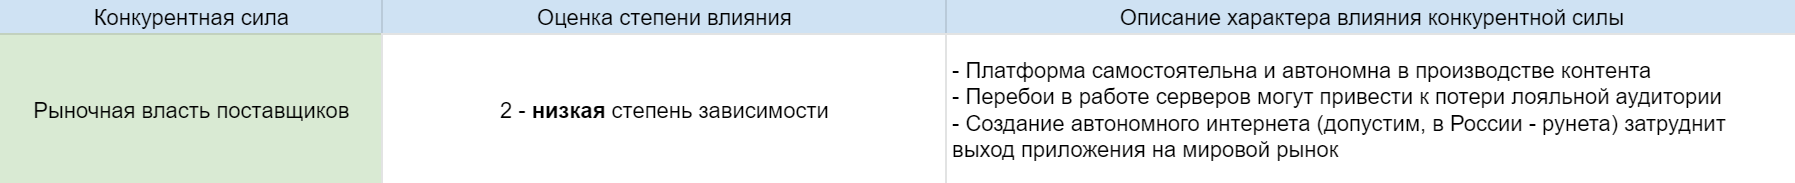 Конкурентная сила
Оценка степени влияния
Описание характера влияния конкурентной силы
Рыночная власть поставщиков
2 - низкая степень зависимости
- Платформа самостоятельна и автономна в производстве контента
- Перебои в работе серверов могут привести к потери лояльной аудитории
- Создание автономного интернета (допустим, в России - рунета) затруднит
выход приложения на мировой рынок